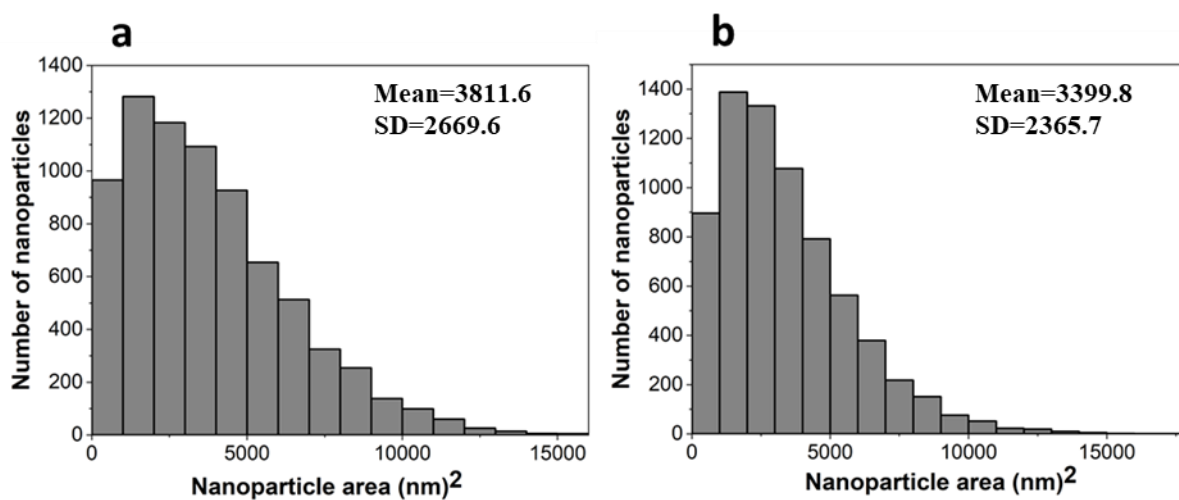 a
Mean=3811.6
SD=2669.6
Number of nanoparticles
1400
1200
1000
800
600
400
200
0
0 5000 10000 15000
Nanoparticle area (nm)2
b
Mean=3399.8
SD=2365.7
Number of nanoparticles
1400
1200
1000
800
600
400
200
0
0 5000 10000 15000
Nanoparticle area (nm)2